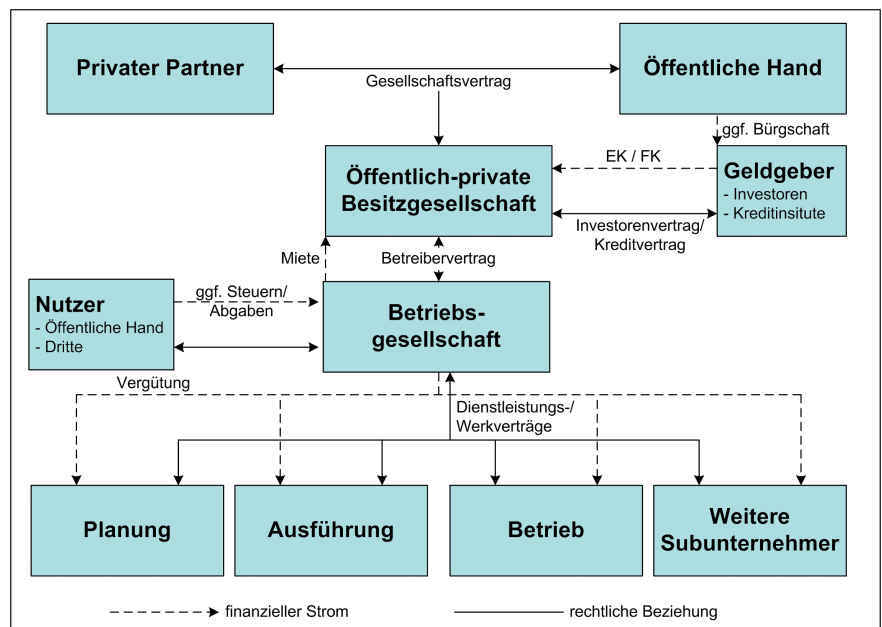 Privater Partner
Öffentliche Hand
Gesellschaftsvertrag
ggf. Bürgschaft
Öffentlich-private
Besitzgesellschaft
EK / FK
Geldgeber
- Investoren
- Kreditinsitute
Investorenvertrag/
Kreditvertrag
Miete
Betreibervertrag
Nutzer
- Öffentliche Hand
- Dritte
ggf. Steuern/
Abgaben
Betriebs-
gesellschaft
Vergütung
Dienstleistungs-/
Werkverträge
Planung
Ausführung
Betrieb
Weitere
Subunternehmer
finanzieller Strom
rechtliche Beziehung